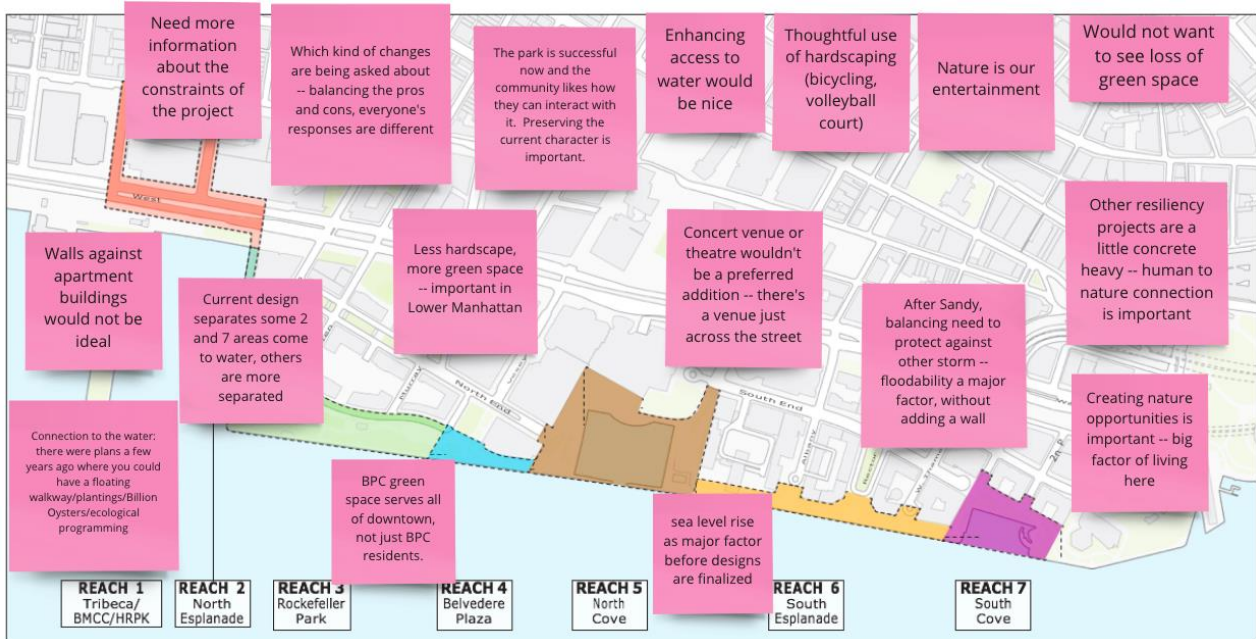 Need more
information
about the
constraints of
the project
Which kind of changes
are being asked about
-- balancing the pros
and cons, everyone's
responses are different
The park is successful
now and the
community likes how
they can interact with
it. Preserving the
current character is
important.
Enhancing
access to
water would
be nice
Thoughtful use
of hardscaping
(bicycling,
volleyball
court)
Nature is our
entertainment
Would not want
to see loss of
green space
West
Walls against
apartment
buildings
would not be
ideal
Current design
separates some 2
and 7 areas come
to water, others
are more
separated
Less hardscape,
more green space
-- important in
Lower Manhattan
Concert venue or
theatre wouldn't
be a preferred
addition -- there's
a venue just
across the street
After Sandy,
balancing need to
protect against
other storm --
floodability a major
factor, without
adding a wall
Other resiliency
projects are a
little concrete
heavy -- human to
nature connection
is important
Murray
North End
South End
Albany
W. Thames
2n P
Connection to the water:
there were plans a few
years ago where you could
have a floating
walkway/plantings/Billion
Oysters/ecological
programming
BPC green
space serves all
of downtown,
not just BPC
residents.
sea level rise
as major factor
before designs
are finalized
Creating nature
opportunities is
important -- big
factor of living
here
REACH 1
Tribeca/
BMCC/HRPK
REACH 2
North
Esplanade
REACH 3
Rockefeller
Park
REACH 4
Belvedere
Plaza
REACH 5
North
Cove
REACH 6
South
Esplanade
REACH 7
South
Cove